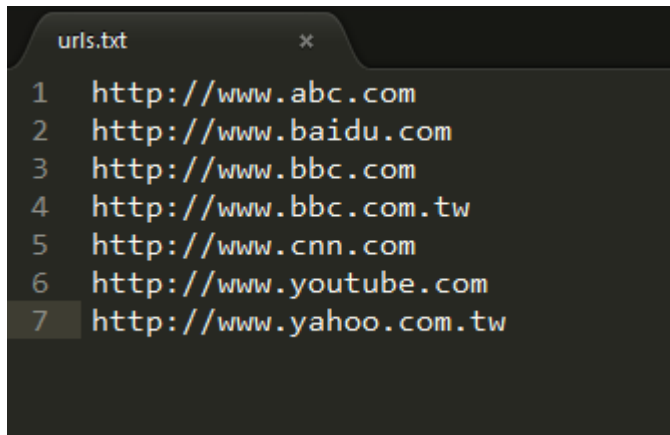 urls.txt ×
1 http://www.abc.com
2 http://www.baidu.com
3 http://www.bbc.com
4 http://www.bbc.com.tw
5 http://www.cnn.com
6 http://www.youtube.com
7 http://www.yahoo.com.tw